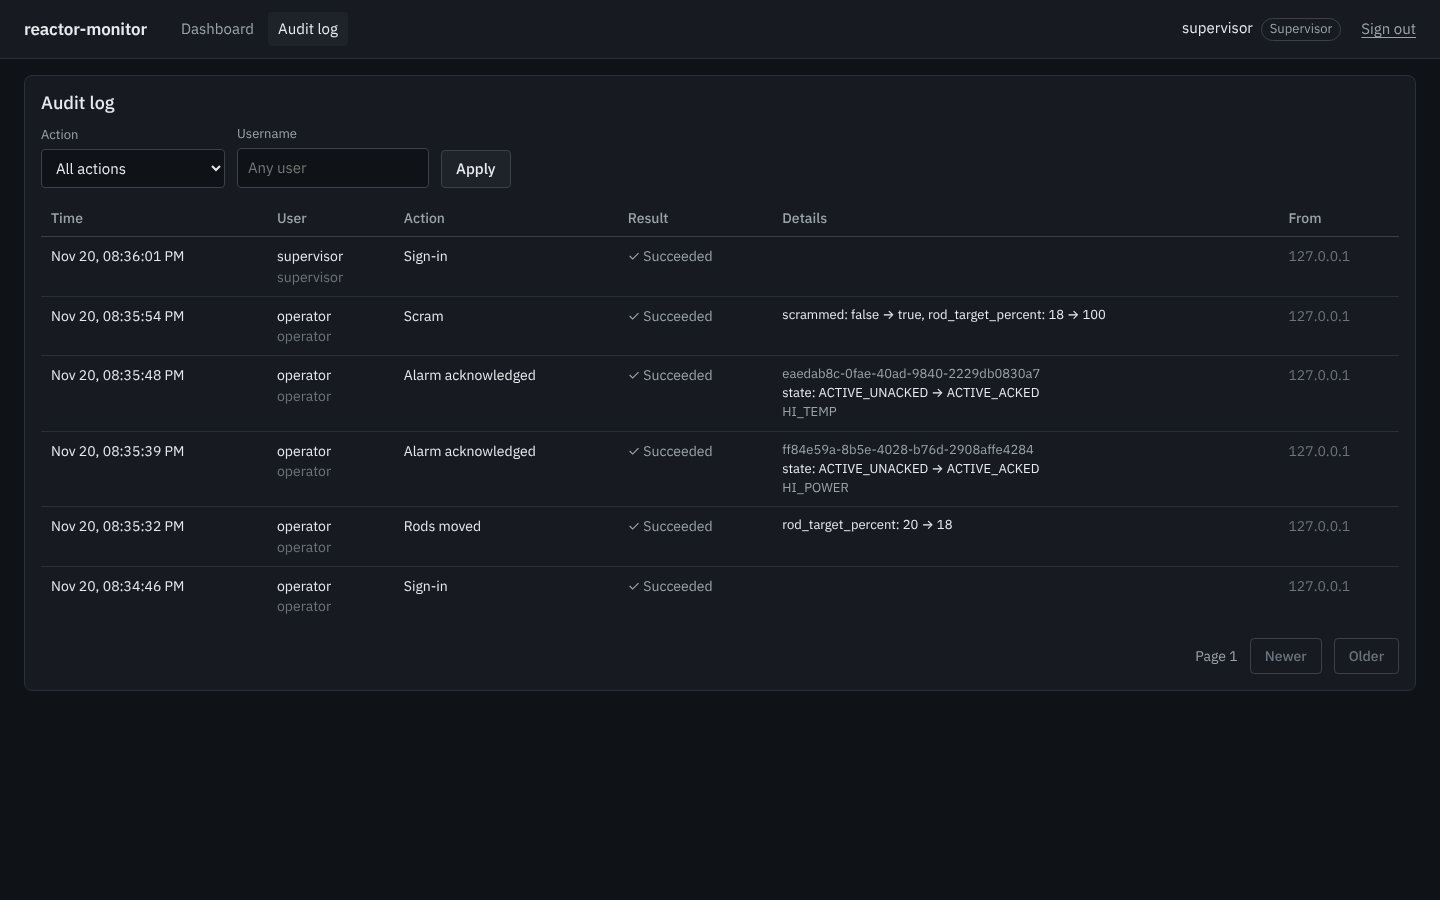 reactor-monitor Dashboard Audit log supervisor Supervisor Sign out
Audit log
Action Username
All actions Any user Apply
Time User Action Result Details From
Nov 20, 08:36:01 PM supervisor Sign-in ✓ Succeeded 127.0.0.1
supervisor
Nov 20, 08:35:54 PM operator Scram ✓ Succeeded scrammed: false → true, rod_target_percent: 18 → 100 127.0.0.1
operator
Nov 20, 08:35:48 PM operator Alarm acknowledged ✓ Succeeded eaedab8c-0fae-40ad-9840-2229db0830a7 127.0.0.1
operator state: ACTIVE_UNACKED → ACTIVE_ACKED
HI_TEMP
Nov 20, 08:35:39 PM operator Alarm acknowledged ✓ Succeeded ff84e59a-8b5e-4028-b76d-2908affe4284 127.0.0.1
operator state: ACTIVE_UNACKED → ACTIVE_ACKED
HI_POWER
Nov 20, 08:35:32 PM operator Rods moved ✓ Succeeded rod_target_percent: 20 → 18 127.0.0.1
operator
Nov 20, 08:34:46 PM operator Sign-in ✓ Succeeded 127.0.0.1
operator
Page 1 Newer Older